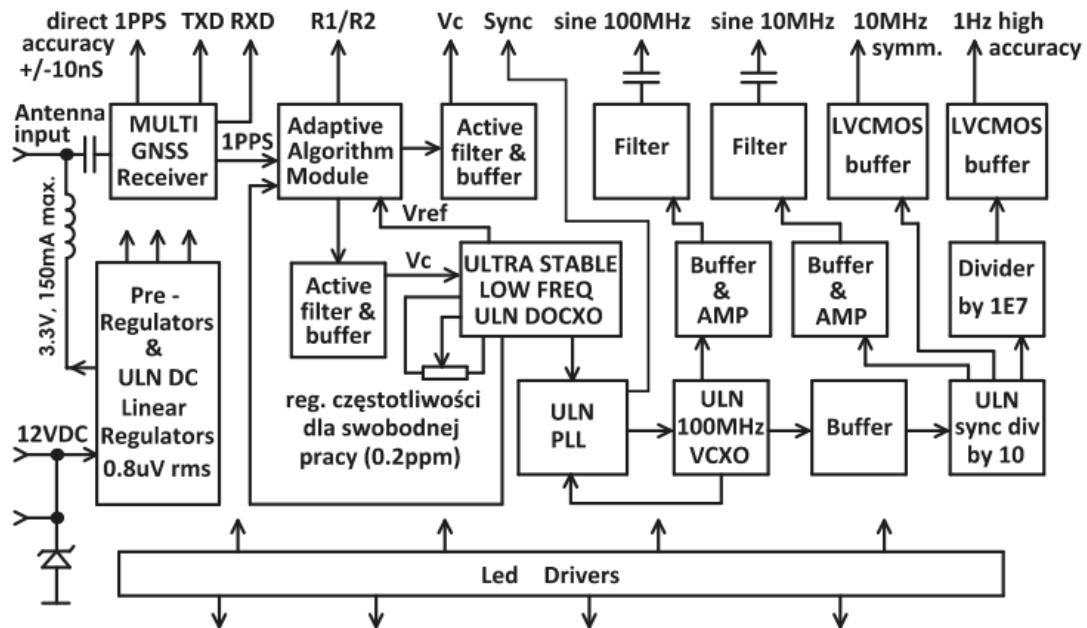 direct 1PPS TXD RXD R1/R2 Vc Sync sine 100MHz sine 10MHz 10MHz 1Hz high
accuracy symm. accuracy
+/-10nS
Antenna
input
MULTI
GNSS
Receiver
1PPS
Adaptive
Algorithm
Module
Active
filter &
buffer
Filter
Filter
LVCMOS
buffer
LVCMOS
buffer
3.3V, 150mA max.
Vref
Pre -
Regulators
&
ULN DC
Linear
Regulators
0.8uV rms
Active
filter &
buffer
Vc
ULTRA STABLE
LOW FREQ
ULN DOCXO
Buffer
&
AMP
Buffer
&
AMP
Divider
by 1E7
reg. częstotliwości
dla swobodnej
pracy (0.2ppm)
12VDC
ULN
PLL
ULN
100MHz
VCXO
Buffer
ULN
sync div
by 10
Led Drivers